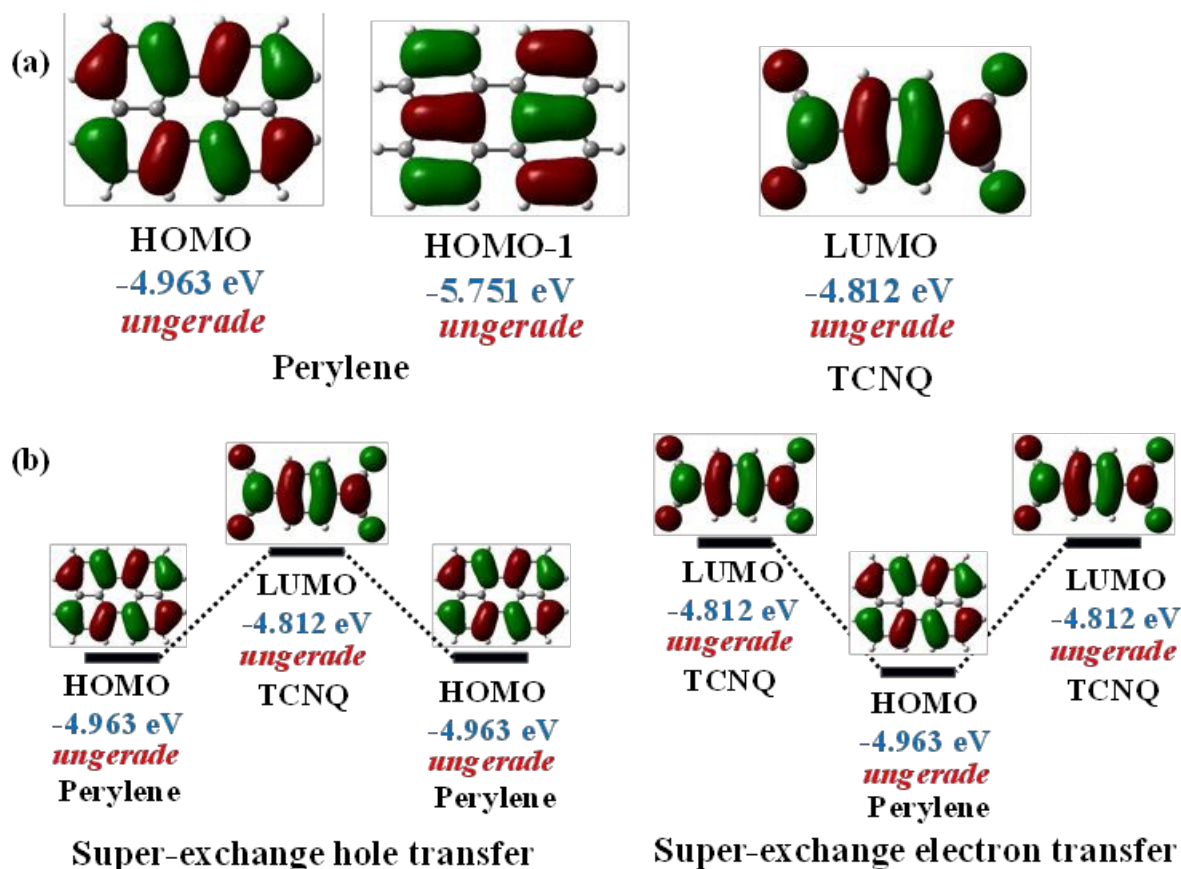 (a)
HOMO
-4.963 eV
ungerade
HOMO-1
-5.751 eV
ungerade
Perylene
LUMO
-4.812 eV
ungerade
TCNQ
(b)
HOMO
-4.963 eV
ungerade
Perylene
LUMO
-4.812 eV
ungerade
TCNQ
HOMO
-4.963 eV
ungerade
Perylene
Super-exchange hole transfer
LUMO
-4.812 eV
ungerade
TCNQ
HOMO
-4.963 eV
ungerade
Perylene
LUMO
-4.812 eV
ungerade
TCNQ
Super-exchange electron transfer